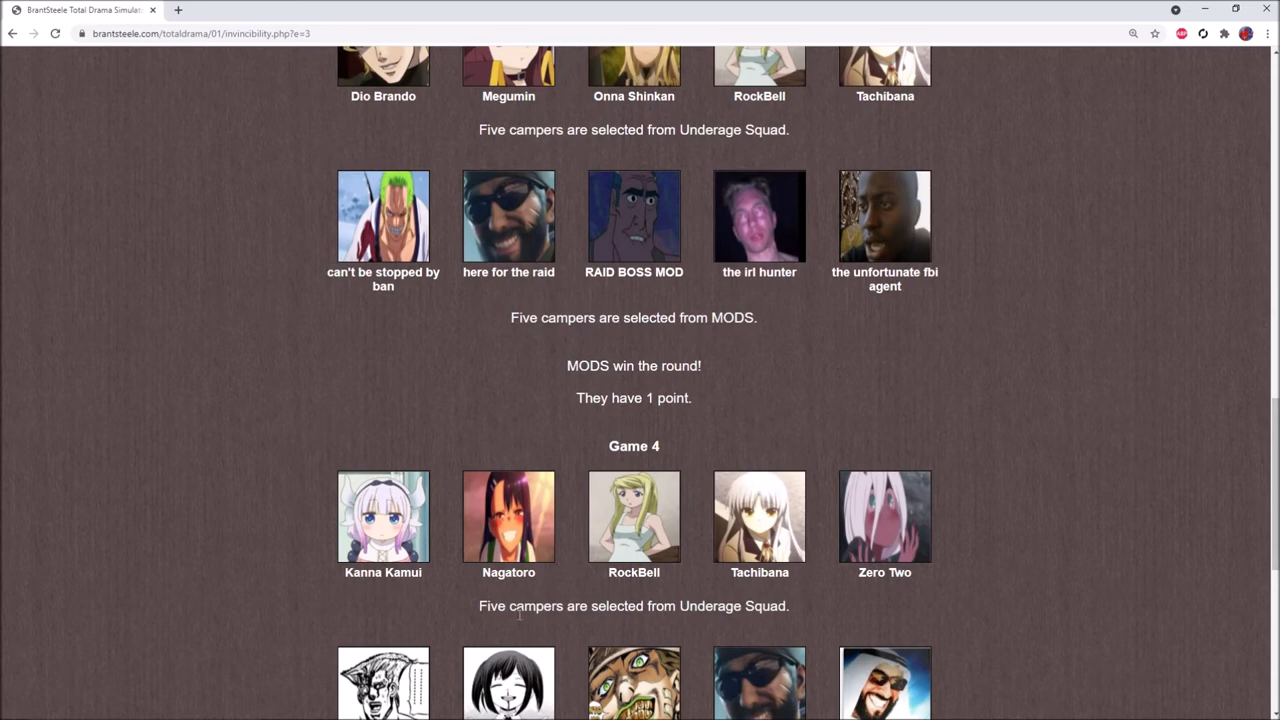 BrantSteele Total Drama Simulat
brantsteele.com/totaldrama/01/invincibility.php?e=3
ABP
Dio Brando
Megumin
Onna Shinkan
RockBell
Tachibana
Five campers are selected from Underage Squad.
can't be stopped by
ban
here for the raid
RAID BOSS MOD
the irl hunter
the unfortunate fbi
agent
Five campers are selected from MODS.
MODS win the round!
They have 1 point.
Game 4
Kanna Kamui
Nagatoro
RockBell
Tachibana
Zero Two
Five campers are selected from Underage Squad.